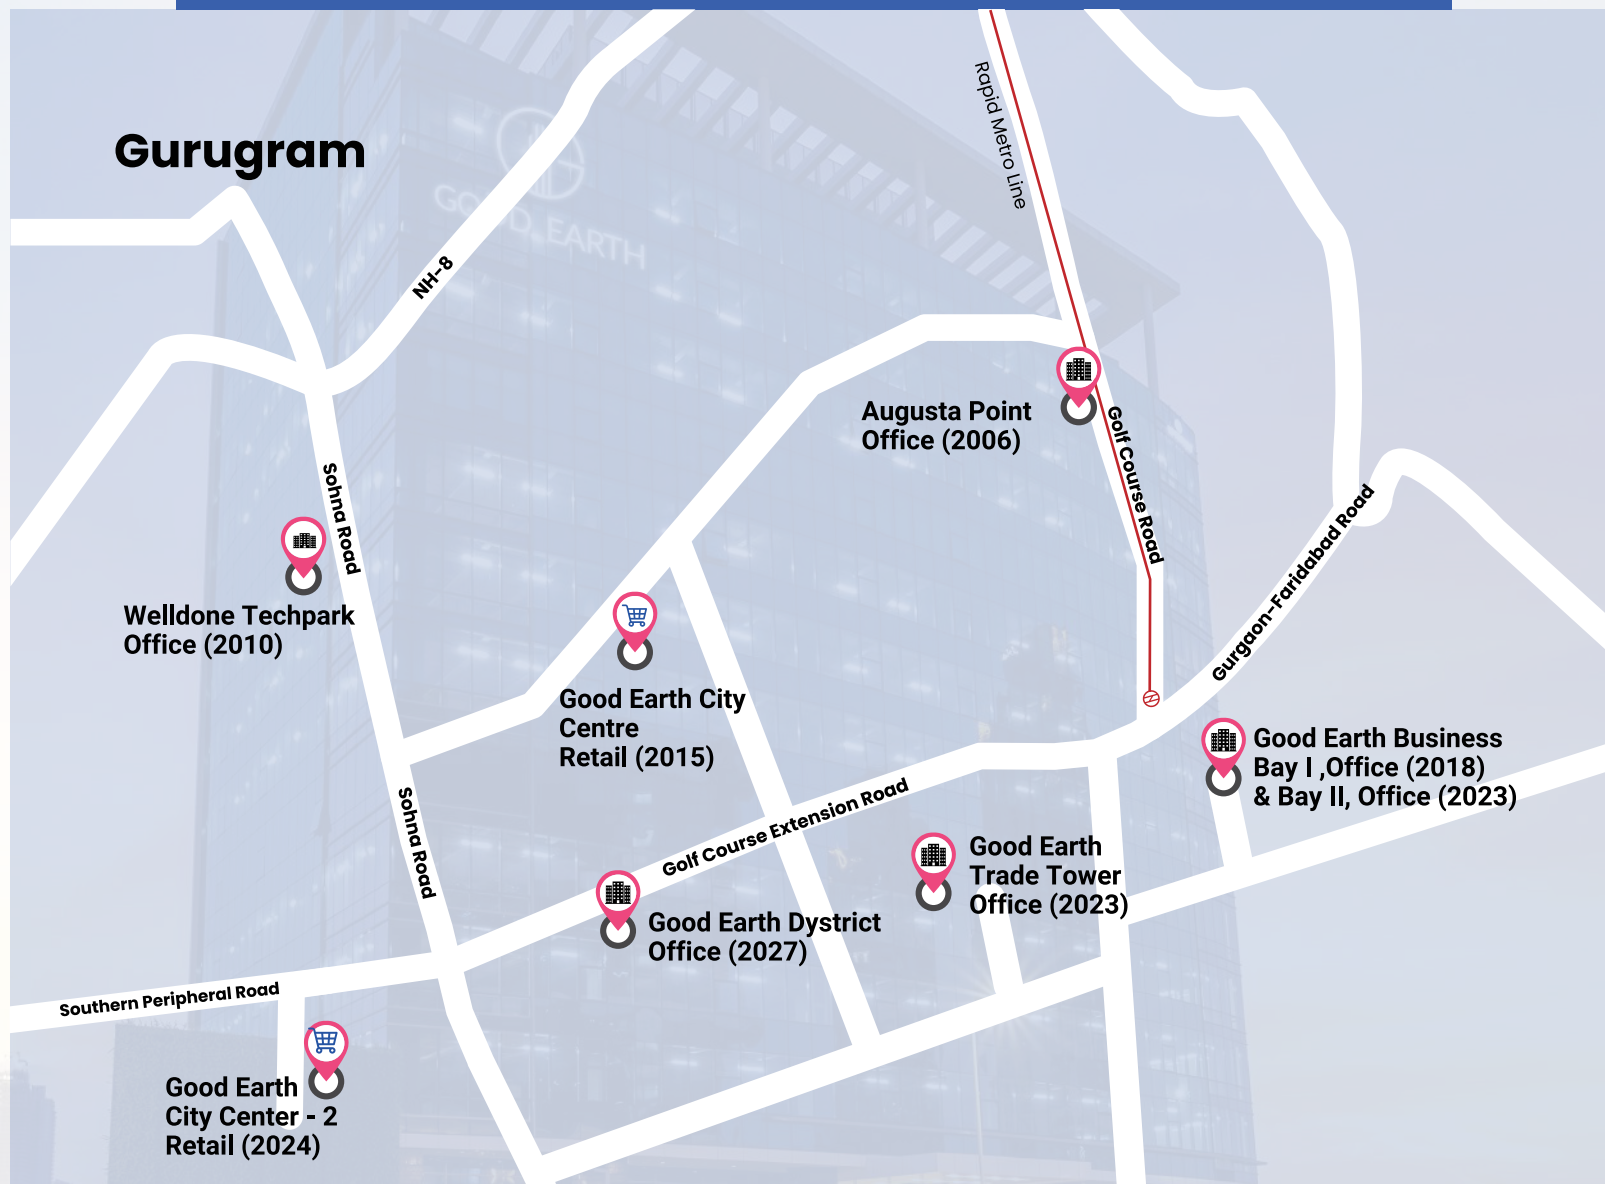 Rapid Metro Line
Gurugram
GOOD EARTH
NH-8
Augusta Point
Office (2006)
Golf Course Road
Sohna Road
Gurgaon-Faridabad Road
Welldone Techpark
Office (2010)
Good Earth City
Centre
Retail (2015)
Good Earth Business
Bay I ,Office (2018)
& Bay II, Office (2023)
Sohna Road
Golf Course Extension Road
Good Earth
Trade Tower
Office (2023)
Good Earth Dystrict
Office (2027)
Southern Peripheral Road
Good Earth
City Center - 2
Retail (2024)